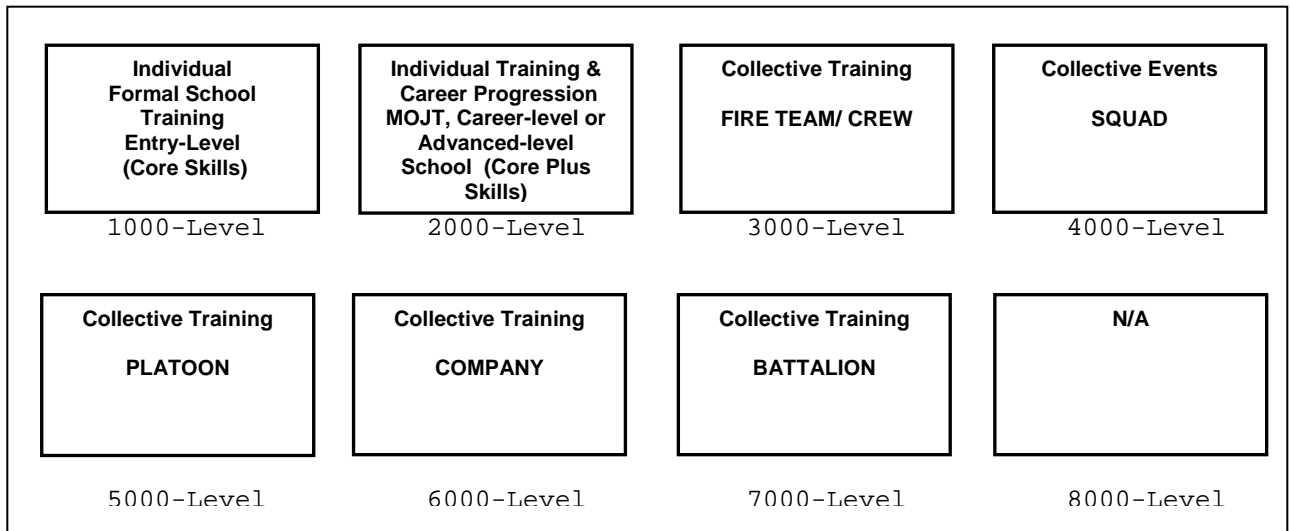 Individual
Formal School
Training
Entry-Level
(Core Skills)
1000-Level
Individual Training &
Career Progression
MOJT, Career-level or
Advanced-level
School (Core Plus
Skills)
2000-Level
Collective Training
FIRE TEAM/ CREW
3000-Level
Collective Events
SQUAD
4000-Level
Collective Training
PLATOON
5000-Level
Collective Training
COMPANY
6000-Level
Collective Training
BATTALION
7000-Level
N/A
8000-Level